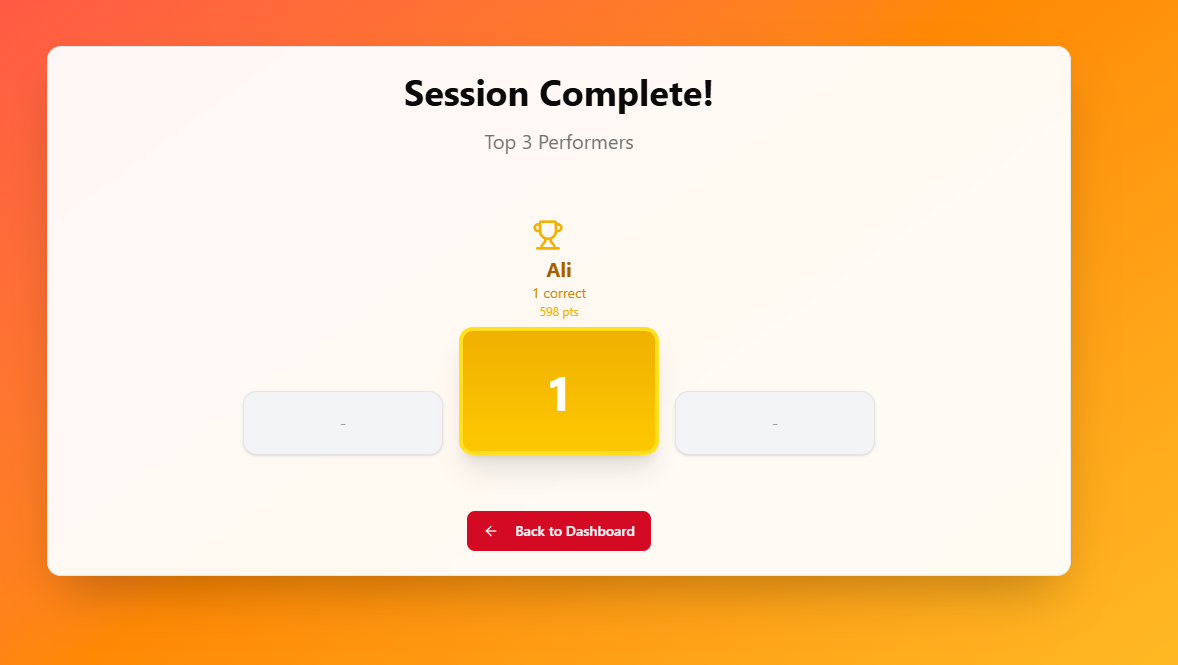 Session Complete!
Top 3 Performers
Ali
1 correct
598 pts
1
-
-
Back to Dashboard